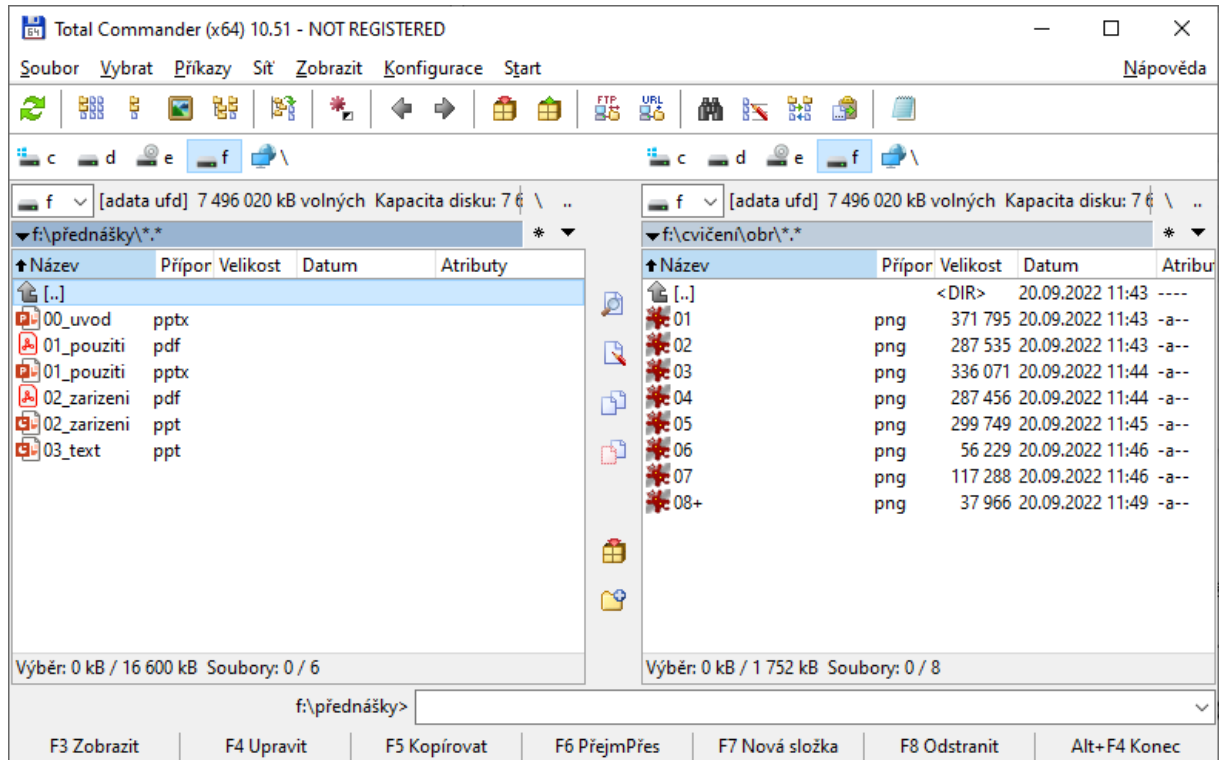 Total Commander (x64) 10.51 - NOT REGISTERED
Soubor Vybrat Příkazy Síť Zobrazit Konfigurace Start Nápověda
FTP URL
c d e f \ c d e f \
f [adata ufd] 7 496 020 kB volných Kapacita disku: 7 6 \ .. f [adata ufd] 7 496 020 kB volných Kapacita disku: 7 6 \ ..
f:\přednášky\*.* * f:\cvičení\obr\*.* *
Název Přípor Velikost Datum Atributy Název Přípor Velikost Datum Atribu
[..] [..] <DIR> 20.09.2022 11:43 ----
00_uvod pptx 01 png 371 795 20.09.2022 11:43 -a--
01_pouziti pdf 02 png 287 535 20.09.2022 11:43 -a--
01_pouziti pptx 03 png 336 071 20.09.2022 11:44 -a--
02_zarizeni pdf 04 png 287 456 20.09.2022 11:44 -a--
02_zarizeni ppt 05 png 299 749 20.09.2022 11:45 -a--
03_text ppt 06 png 56 229 20.09.2022 11:46 -a--
07 png 117 288 20.09.2022 11:46 -a--
08+ png 37 966 20.09.2022 11:49 -a--
Výběr: 0 kB / 16 600 kB Soubory: 0 / 6 Výběr: 0 kB / 1 752 kB Soubory: 0 / 8
f:\přednášky>
F3 Zobrazit F4 Upravit F5 Kopírovat F6 PřejmPřes F7 Nová složka F8 Odstranit Alt+F4 Konec